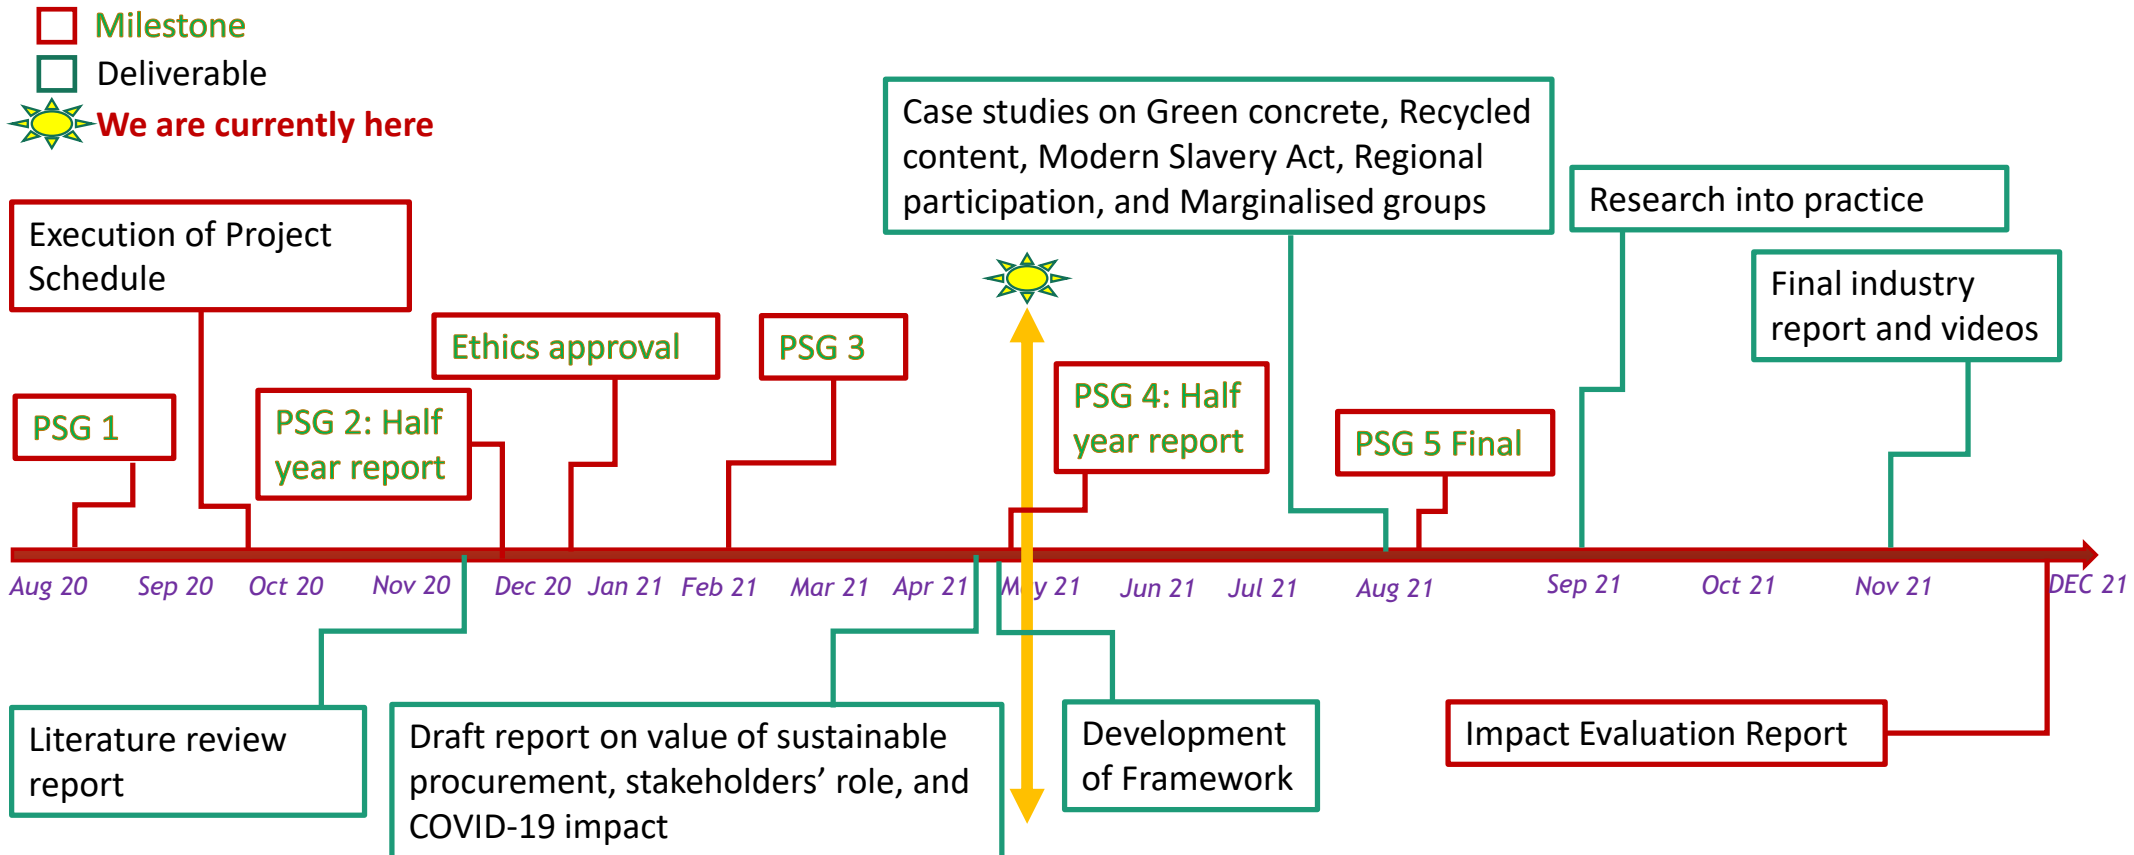 Milestone
Deliverable
We are currently here
Case studies on Green concrete, Recycled
content, Modern Slavery Act, Regional
participation, and Marginalised groups
Research into practice
Execution of Project
Schedule
Final industry
report and videos
Ethics approval
PSG 3
PSG 4: Half
year report
PSG 1
PSG 2: Half
year report
PSG 5 Final
Aug 20
Sep 20
Oct 20
Nov 20
Dec 20
Jan 21
Feb 21
Mar 21
Apr 21
May 21
Jun 21
Jul 21
Aug 21
Sep 21
Oct 21
Nov 21
DEC 21
Literature review
report
Draft report on value of sustainable
procurement, stakeholders’ role, and
COVID-19 impact
Development
of Framework
Impact Evaluation Report